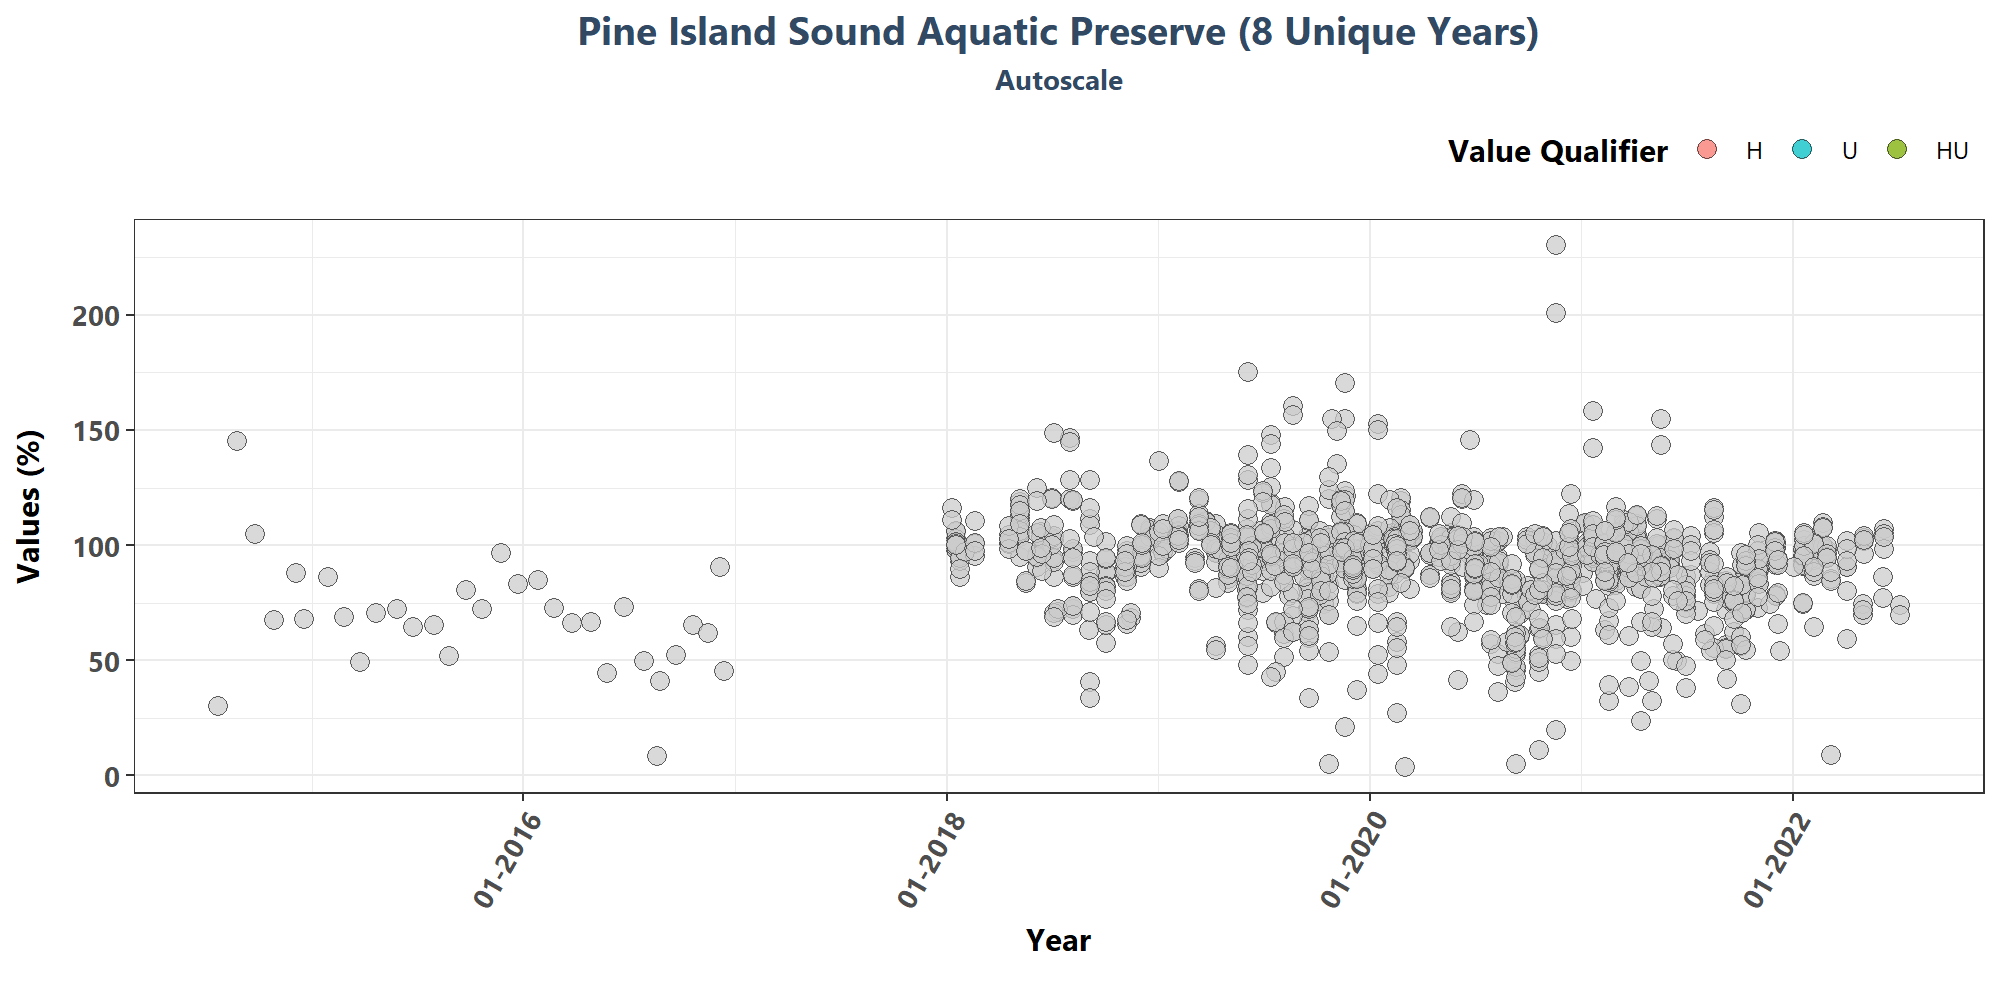 Pine Island Sound Aquatic Preserve (8 Unique Years)
Autoscale
Value Qualifier H U HU
Values (%)
200
150
100
50
0
01-2016 01-2018 01-2020 01-2022
Year